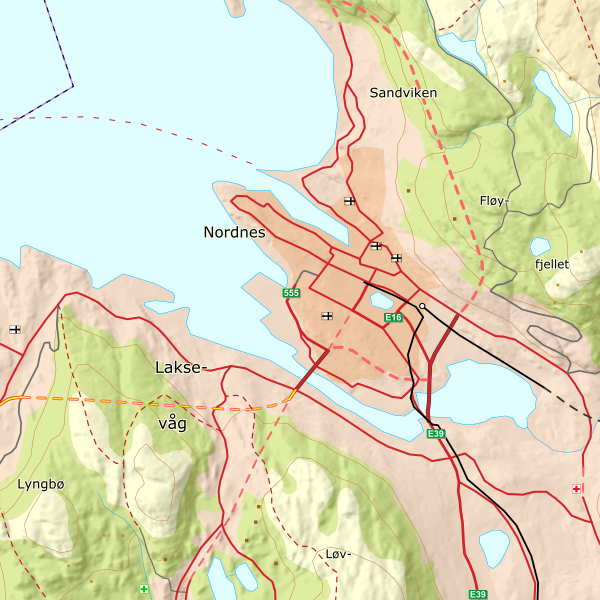 Sandviken
Fløy-
Nordnes
fjellet
555
E16
Lakse-
våg
E39
Lyngbø
Løv-
E39